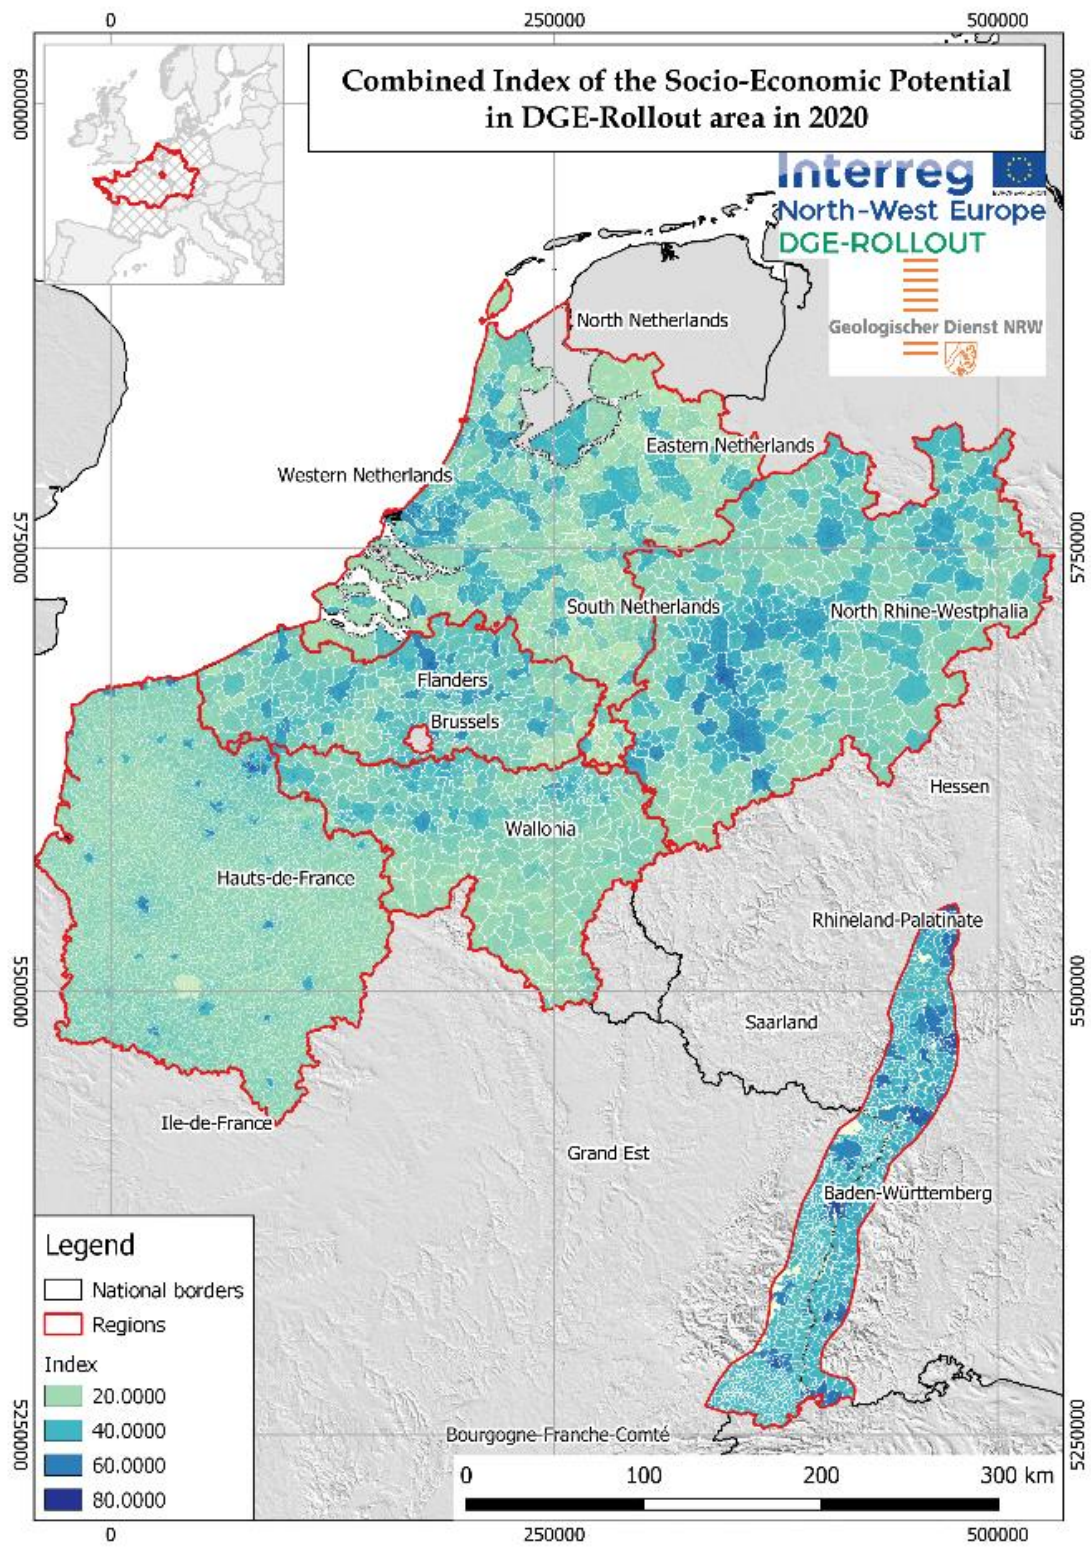 0 250000 500000
Combined Index of the Socio-Economic Potential
in DGE-Rollout area in 2020
6000000 6000000
Interreg
EUROPEAN UNION
North-West Europe
DGE-ROLLOUT
Geologischer Dienst NRW
North Netherlands
Eastern Netherlands
Western Netherlands
5750000 5750000
South Netherlands
North Rhine-Westphalia
Flanders
Brussels
Hessen
Wallonia
Hauts-de-France
Rhineland-Palatinate
5500000 5500000
Saarland
Ile-de-France
Grand Est
Baden-Württemberg
Legend
National borders
Regions
Index
20.0000
40.0000
60.0000
80.0000
5250000 5250000
Bourgogne-Franche-Comté
0 100 200 300 km
0 250000 500000